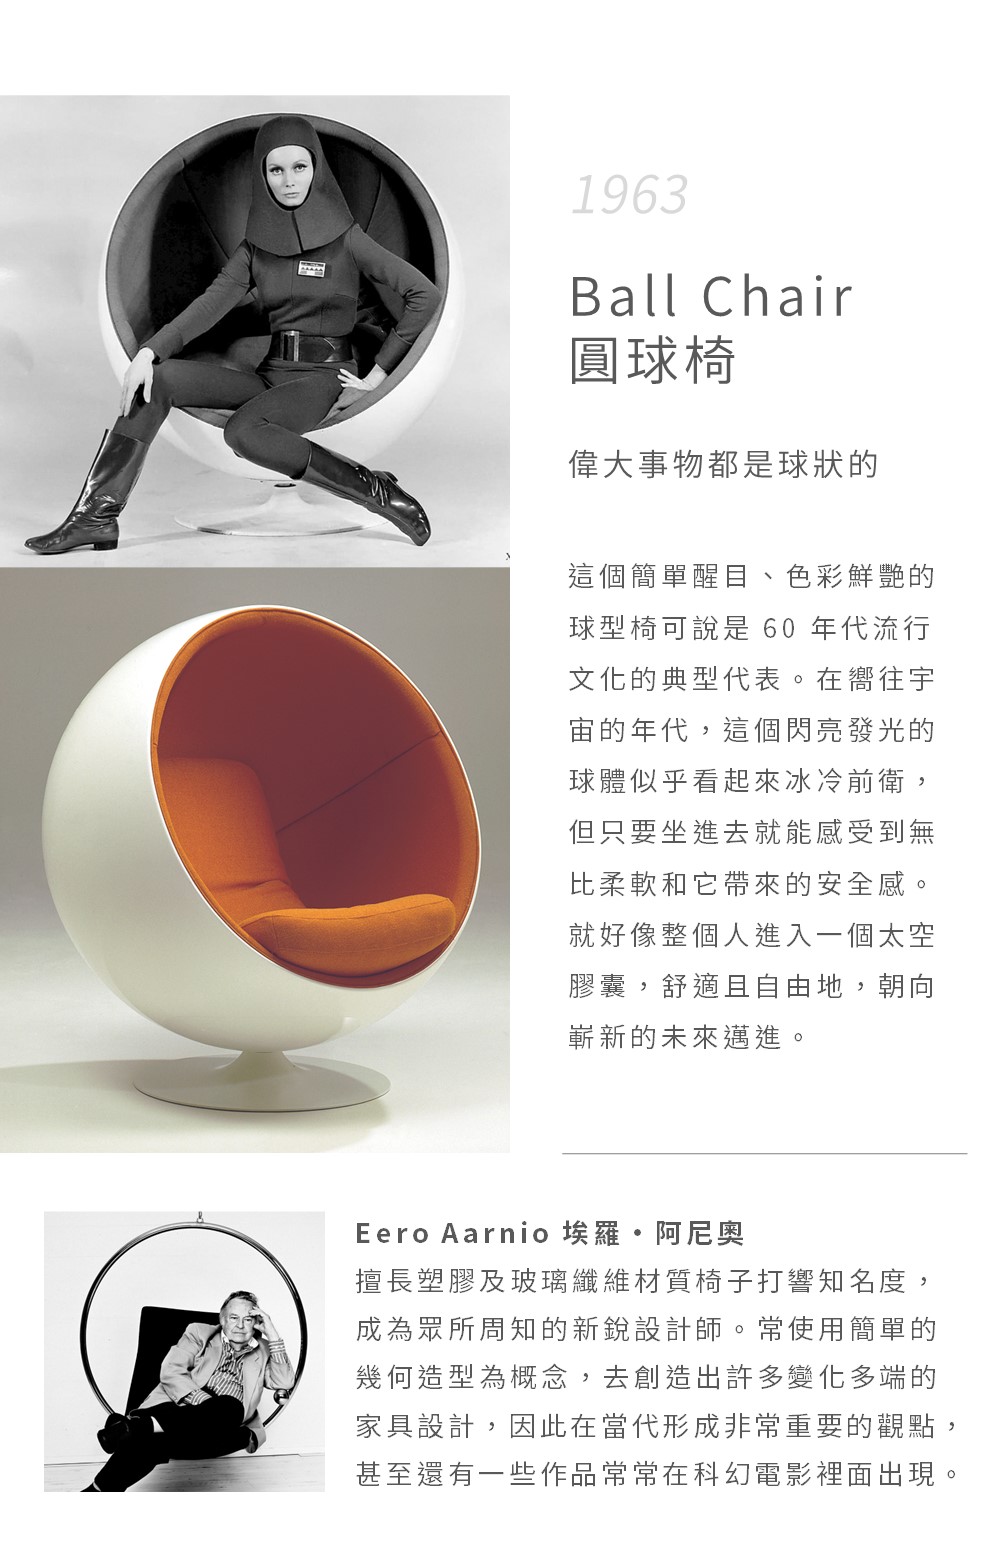 1963
Ball Chair
圓球椅
偉大事物都是球狀的
這個簡單醒目、色彩鮮艷的
球型椅可說是 60 年代流行
文化的典型代表。在嚮往宇
宙的年代，這個閃亮發光的
球體似乎看起來冰冷前衛，
但只要坐進去就能感受到無
比柔軟和它帶來的安全感。
就好像整個人進入一個太空
膠囊，舒適且自由地，朝向
嶄新的未來邁進。
Eero Aarnio 埃羅・阿尼奧
擅長塑膠及玻璃纖維材質椅子打響知名度，
成為眾所周知的新銳設計師。常使用簡單的
幾何造型為概念，去創造出許多變化多端的
家具設計，因此在當代形成非常重要的觀點，
甚至還有一些作品常常在科幻電影裡面出現。